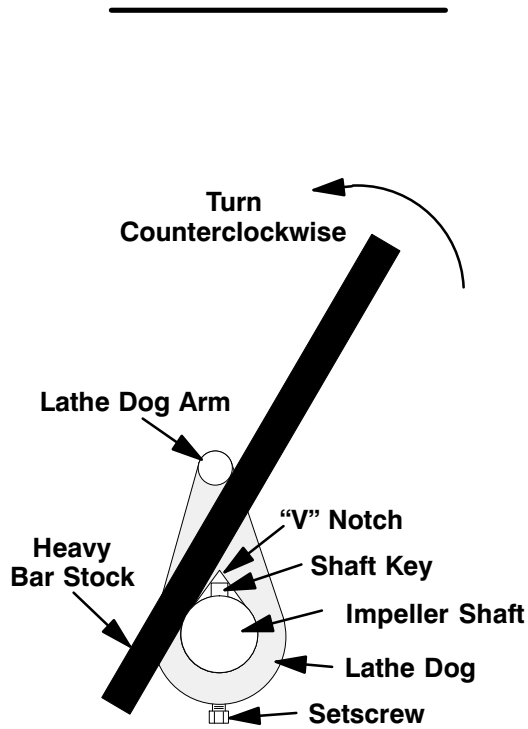 Turn
Counterclockwise
Lathe Dog Arm
“V” Notch
Heavy
Bar Stock
Shaft Key
Impeller Shaft
Lathe Dog
Setscrew